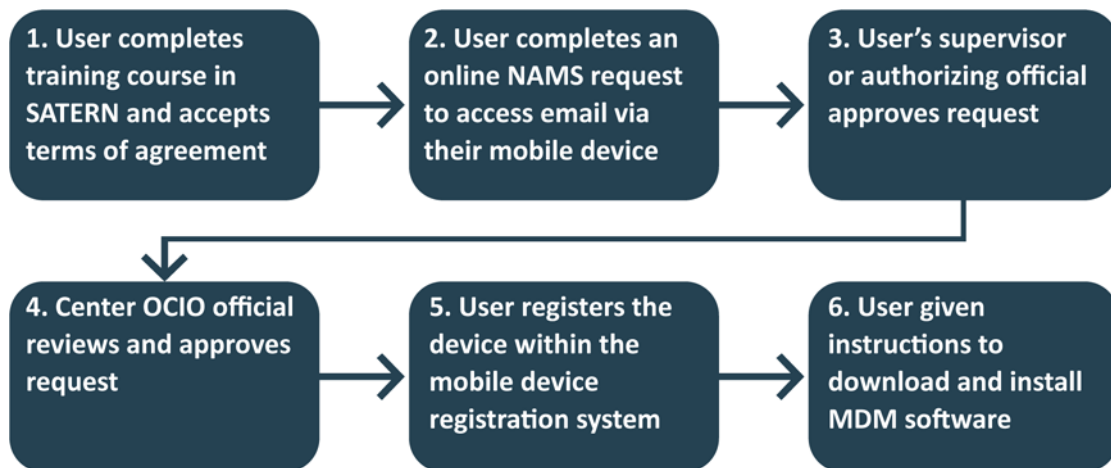 1. User completes
training course in
SATERN and accepts
terms of agreement
2. User completes an
online NAMS request
to access email via
their mobile device
3. User’s supervisor
or authorizing official
approves request
4. Center OCIO official
reviews and approves
request
5. User registers the
device within the
mobile device
registration system
6. User given
instructions to
download and install
MDM software